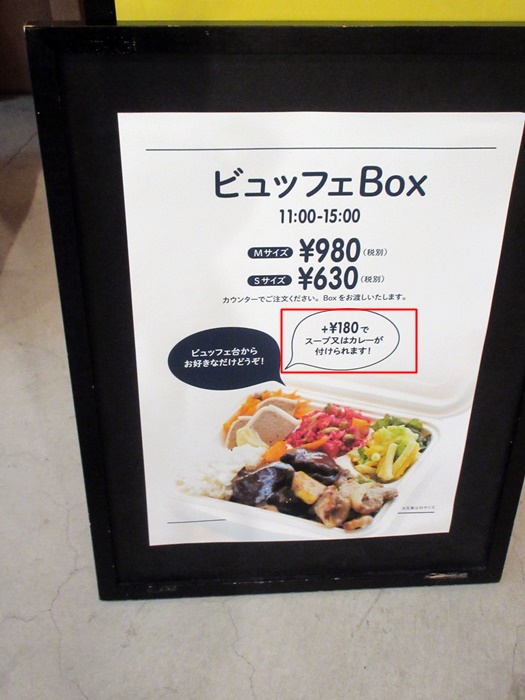 ビュッフェBox
11:00-15:00
Mサイズ ¥980(税別)
Sサイズ ¥630(税別)
カウンターでご注文ください。Boxをお渡しいたします。
+¥180で
スープ又はカレーが
付けられます!
ビュッフェ台から
お好きなだけどうぞ!